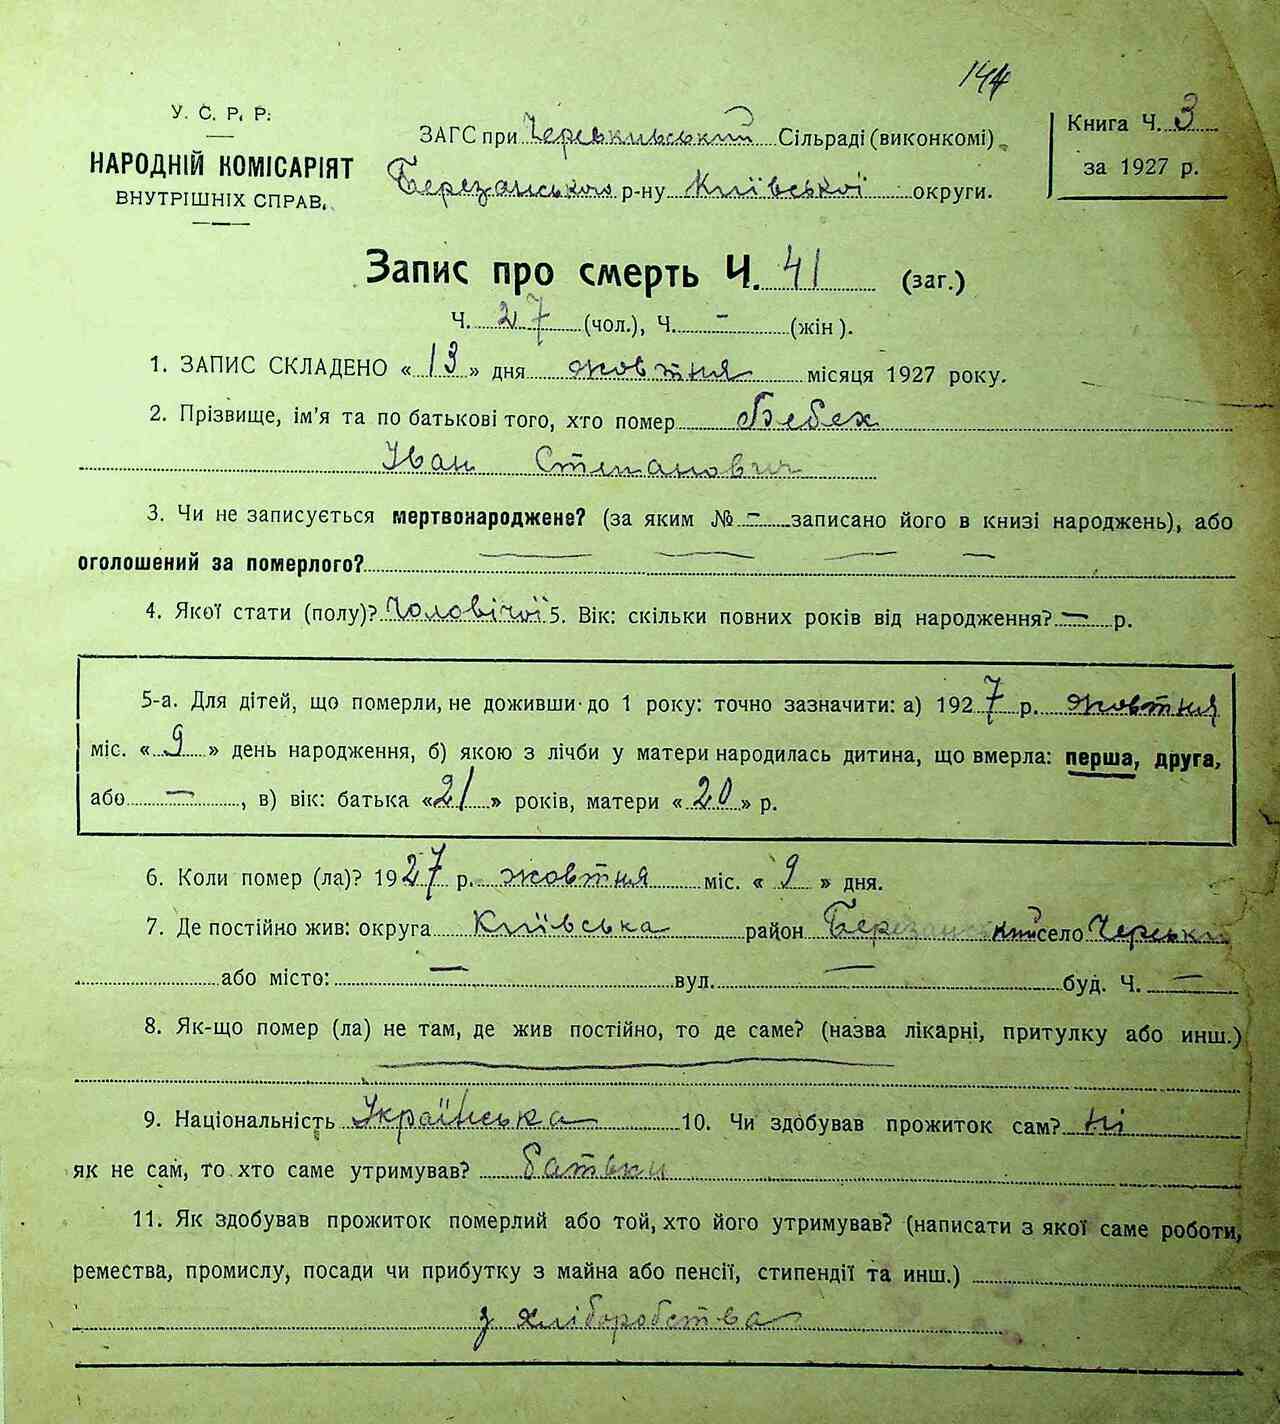 144
У. С. Р. Р.
НАРОДНІЙ КОМІСАРІЯТ
ВНУТРІШНІХ СПРАВ.
ЗАГС при Черськивський Сільраді (виконкомі)
Березанського р-ну Київської округи.
Книга Ч. 3
за 1927 р.
Запис про смерть Ч. 41 (заг.)
Ч. 27 (чол.), Ч. - (жін).
1. ЗАПИС СКЛАДЕНО « 13 » дня жовтня місяця 1927 року.
2. Прізвище, ім'я та по батькові того, хто помер Бебех
Іван Степанович
3. Чи не записується мертвонароджене? (за яким № - записано його в книзі народжень), або
оголошений за померлого?
4. Якої стати (полу)? Чоловічої 5. Вік: скільки повних років від народження? — р.
5-а. Для дітей, що померли, не доживши до 1 року: точно зазначити: а) 1927 р. жовтня
міс. « 9 » день народження, б) якою з лічби у матери народилась дитина, що вмерла: перша, друга,
або —, в) вік: батька «21» років, матери «20» р.
6. Коли помер (ла)? 1927 р. жовтня міс. « 9 » дня.
7. Де постійно жив: округа Київська район Березанський село Черськи
або місто: — вул. — буд. Ч. —
8. Як-що помер (ла) не там, де жив постійно, то де саме? (назва лікарні, притулку або инш.)
9. Національність Українська 10. Чи здобував прожиток сам? ні
як не сам, то хто саме утримував? батьки
11. Як здобував прожиток померлий або той, хто його утримував? (написати з якої саме роботи,
ремества, промислу, посади чи прибутку з майна або пенсії, стипендії та инш.)
з хліборобства